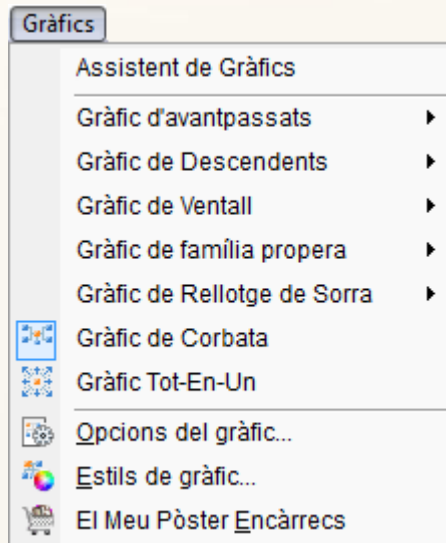 Gràfics
Assistent de Gràfics
Gràfic d'avantpassats
Gràfic de Descendents
Gràfic de Ventall
Gràfic de família propera
Gràfic de Rellotge de Sorra
Gràfic de Corbata
Gràfic Tot-En-Un
Opcions del gràfic...
Estils de gràfic...
El Meu Pòster Encàrrecs